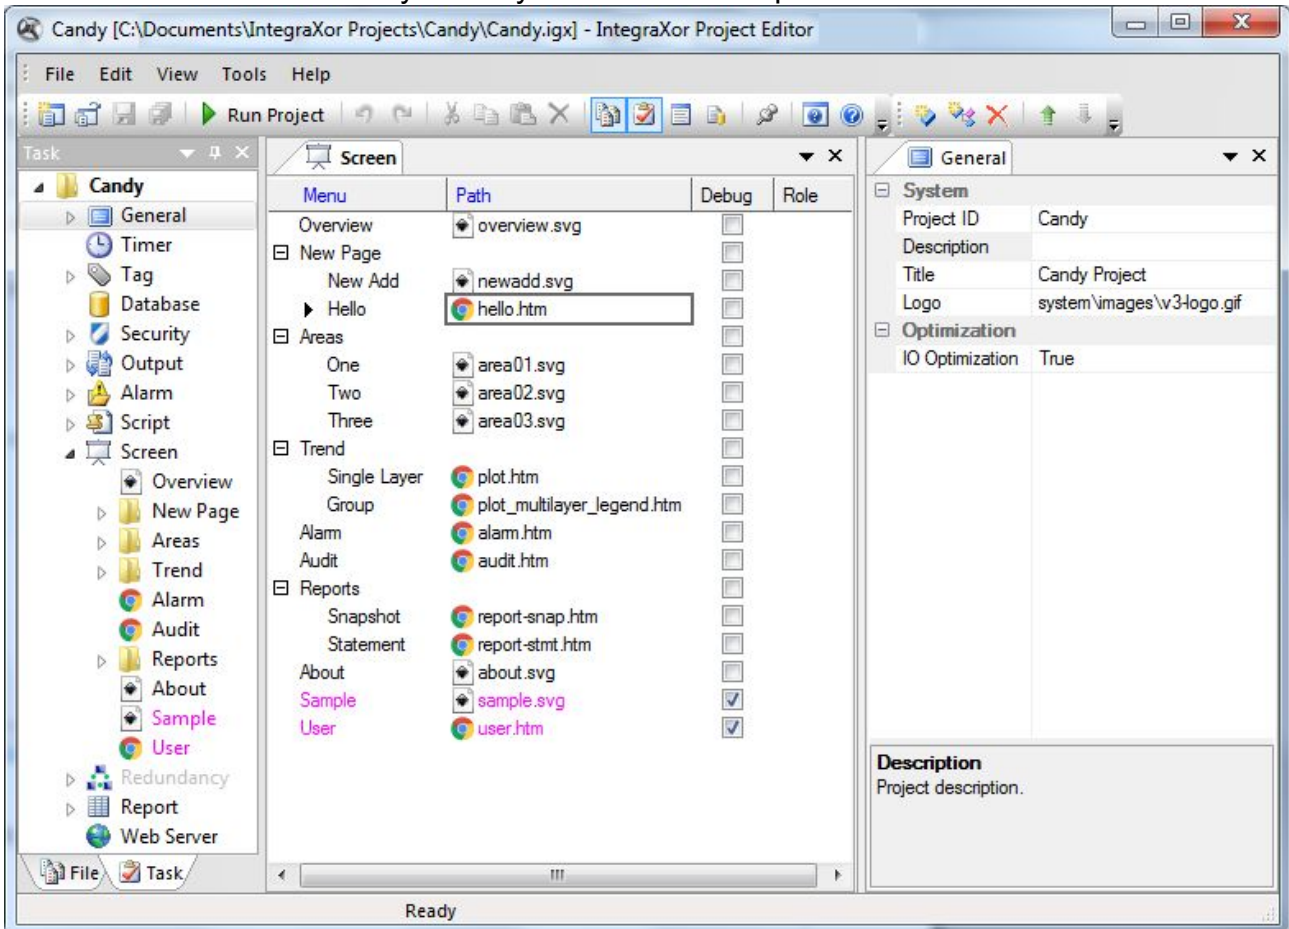 Candy [C:\Documents\IntegraXor Projects\Candy\Candy.igx] - IntegraXor Project Editor
File Edit View Tools Help
Run Project
Task
Candy
General
Timer
Tag
Database
Security
Output
Alarm
Script
Screen
Overview
New Page
Areas
Trend
Alarm
Audit
Reports
About
Sample
User
Redundancy
Report
Web Server
File Task
Screen
Menu Path Debug Role
Overview overview.svg
New Page
New Add newadd.svg
Hello hello.htm
Areas
One area01.svg
Two area02.svg
Three area03.svg
Trend
Single Layer plot.htm
Group plot_multilayer_legend.htm
Alarm alarm.htm
Audit audit.htm
Reports
Snapshot report-snap.htm
Statement report-stmt.htm
About about.svg
Sample sample.svg
User user.htm
General
System
Project ID Candy
Description
Title Candy Project
Logo system\images\v3-logo.gif
Optimization
IO Optimization True
Description
Project description.
Ready